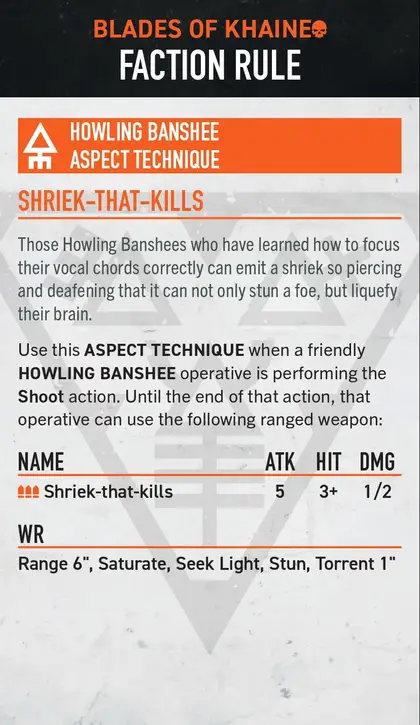 BLADES OF KHAINE
FACTION RULE
HOWLING BANSHEE
ASPECT TECHNIQUE
SHRIEK-THAT-KILLS
Those Howling Banshees who have learned how to focus
their vocal chords correctly can emit a shriek so piercing
and deafening that it can not only stun a foe, but liquefy
their brain.
Use this ASPECT TECHNIQUE when a friendly
HOWLING BANSHEE operative is performing the
Shoot action. Until the end of that action, that
operative can use the following ranged weapon:
NAME ATK HIT DMG
Shriek-that-kills 5 3+ 1/2
WR
Range 6", Saturate, Seek Light, Stun, Torrent 1"